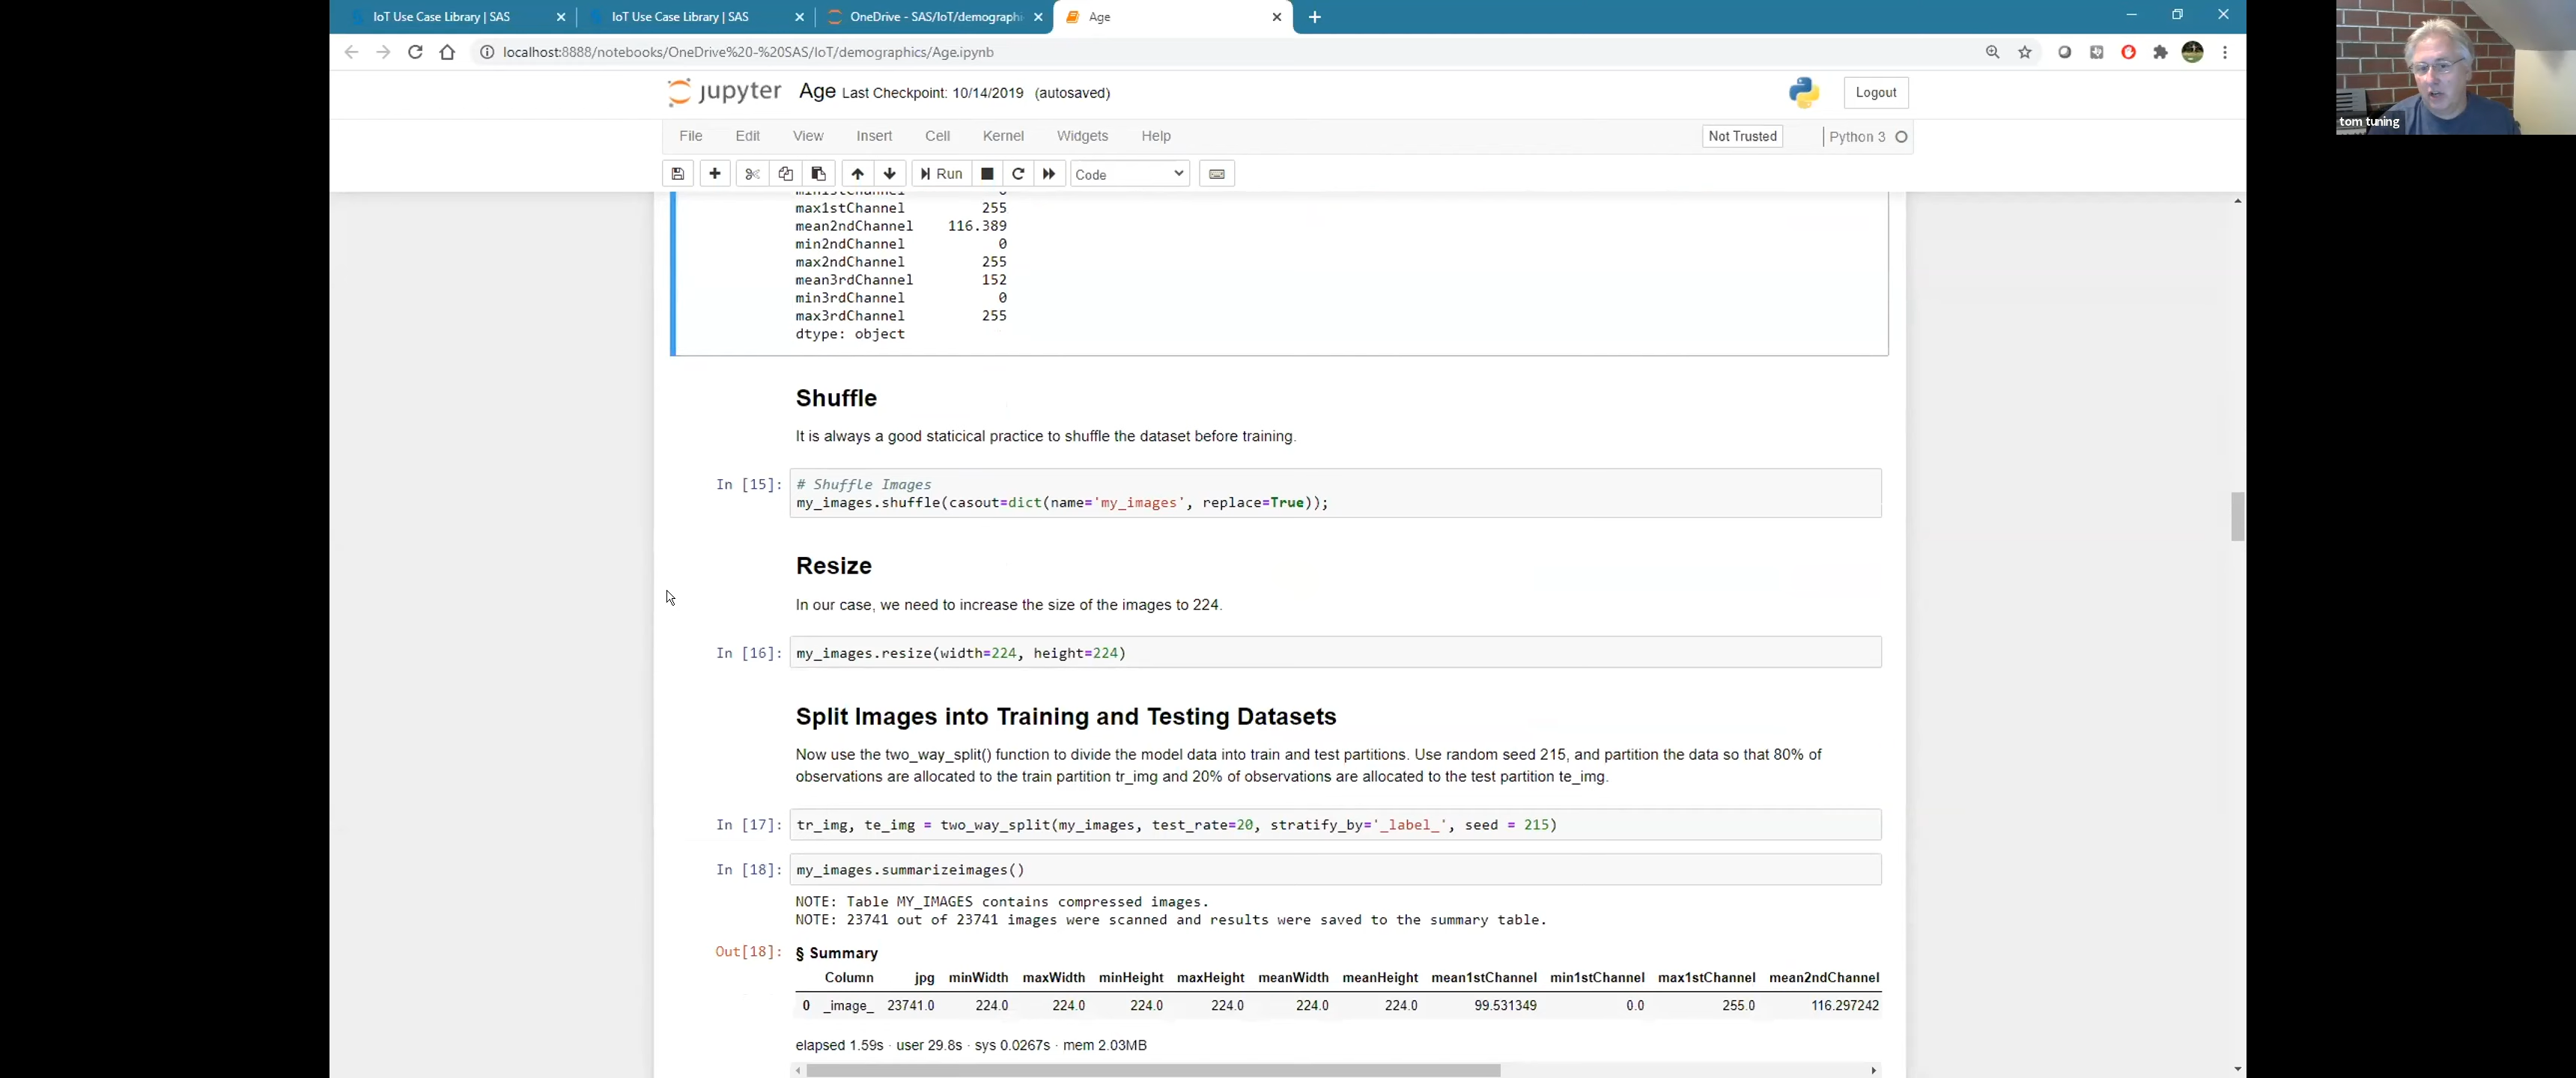 IoT Use Case Library | SAS
IoT Use Case Library | SAS
OneDrive - SAS/IoT/demographi
Age
localhost:8888/notebooks/OneDrive%20-%20SAS/IoT/demographics/Age.ipynb
tom tuning
jupyter Age Last Checkpoint: 10/14/2019 (autosaved)
Logout
File Edit View Insert Cell Kernel Widgets Help
Not Trusted
Python 3
Run
Code
min1stChannel 0
max1stChannel 255
mean2ndChannel 116.389
min2ndChannel 0
max2ndChannel 255
mean3rdChannel 152
min3rdChannel 0
max3rdChannel 255
dtype: object
Shuffle
It is always a good staticical practice to shuffle the dataset before training.
In [15]: # Shuffle Images
my_images.shuffle(casout=dict(name='my_images', replace=True));
Resize
In our case, we need to increase the size of the images to 224.
In [16]: my_images.resize(width=224, height=224)
Split Images into Training and Testing Datasets
Now use the two_way_split() function to divide the model data into train and test partitions. Use random seed 215, and partition the data so that 80% of
observations are allocated to the train partition tr_img and 20% of observations are allocated to the test partition te_img.
In [17]: tr_img, te_img = two_way_split(my_images, test_rate=20, stratify_by='_label_', seed = 215)
In [18]: my_images.summarizeimages()
NOTE: Table MY_IMAGES contains compressed images.
NOTE: 23741 out of 23741 images were scanned and results were saved to the summary table.
Out[18]: § Summary
Column jpg minWidth maxWidth minHeight maxHeight meanWidth meanHeight mean1stChannel min1stChannel max1stChannel mean2ndChannel
0 _image_ 23741.0 224.0 224.0 224.0 224.0 224.0 224.0 99.531349 0.0 255.0 116.297242
elapsed 1.59s · user 29.8s · sys 0.0267s · mem 2.03MB